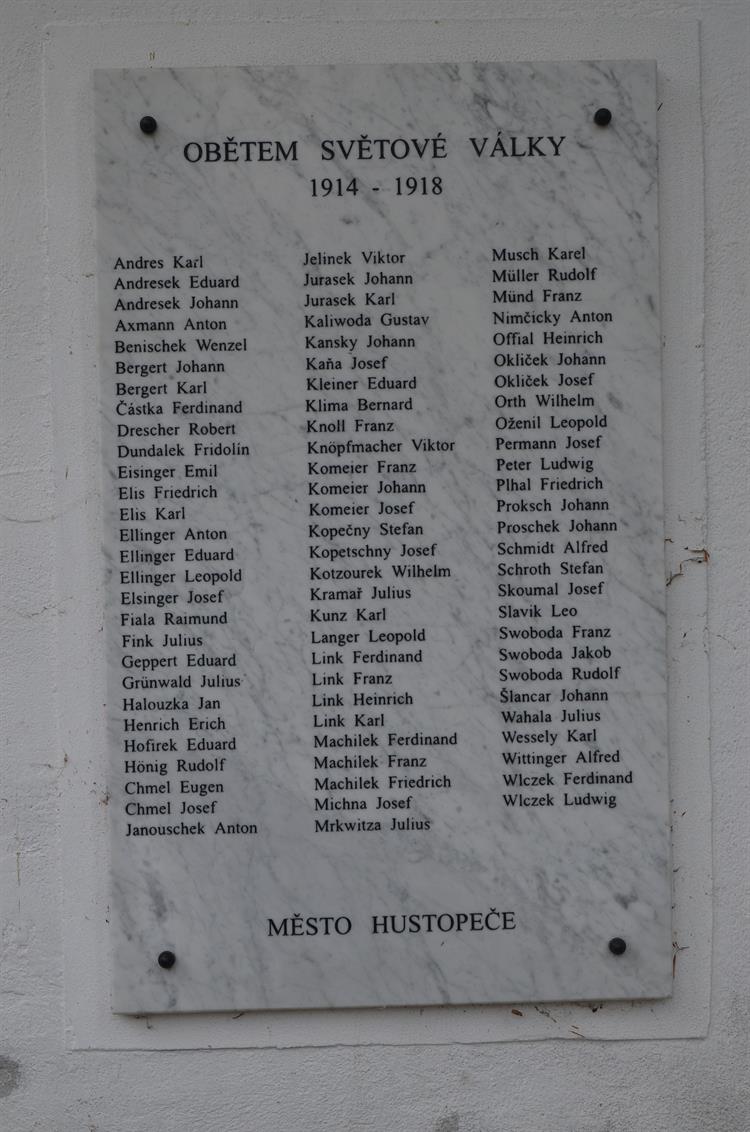 OBĚTEM SVĚTOVÉ VÁLKY
1914 - 1918
Andres Karl
Andresek Eduard
Andresek Johann
Axmann Anton
Benischek Wenzel
Bergert Johann
Bergert Karl
Částka Ferdinand
Drescher Robert
Dundalek Fridolín
Eisinger Emil
Elis Friedrich
Elis Karl
Ellinger Anton
Ellinger Eduard
Ellinger Leopold
Elsinger Josef
Fiala Raimund
Fink Julius
Geppert Eduard
Grünwald Julius
Halouzka Jan
Henrich Erich
Hofirek Eduard
Hönig Rudolf
Chmel Eugen
Chmel Josef
Janouschek Anton
Jelinek Viktor
Jurasek Johann
Jurasek Karl
Kaliwoda Gustav
Kansky Johann
Kaňa Josef
Kleiner Eduard
Klima Bernard
Knoll Franz
Knöpfmacher Viktor
Komeier Franz
Komeier Johann
Komeier Josef
Kopečny Stefan
Kopetschny Josef
Kotzourek Wilhelm
Kramař Julius
Kunz Karl
Langer Leopold
Link Ferdinand
Link Franz
Link Heinrich
Link Karl
Machilek Ferdinand
Machilek Franz
Machilek Friedrich
Michna Josef
Mrkwitza Julius
Musch Karel
Müller Rudolf
Münd Franz
Nimčicky Anton
Offial Heinrich
Okliček Johann
Okliček Josef
Orth Wilhelm
Oženil Leopold
Permann Josef
Peter Ludwig
Plhal Friedrich
Proksch Johann
Proschek Johann
Schmidt Alfred
Schroth Stefan
Skoumal Josef
Slavik Leo
Swoboda Franz
Swoboda Jakob
Swoboda Rudolf
Šlancar Johann
Wahala Julius
Wessely Karl
Wittinger Alfred
Wlczek Ferdinand
Wlczek Ludwig
MĚSTO HUSTOPEČE